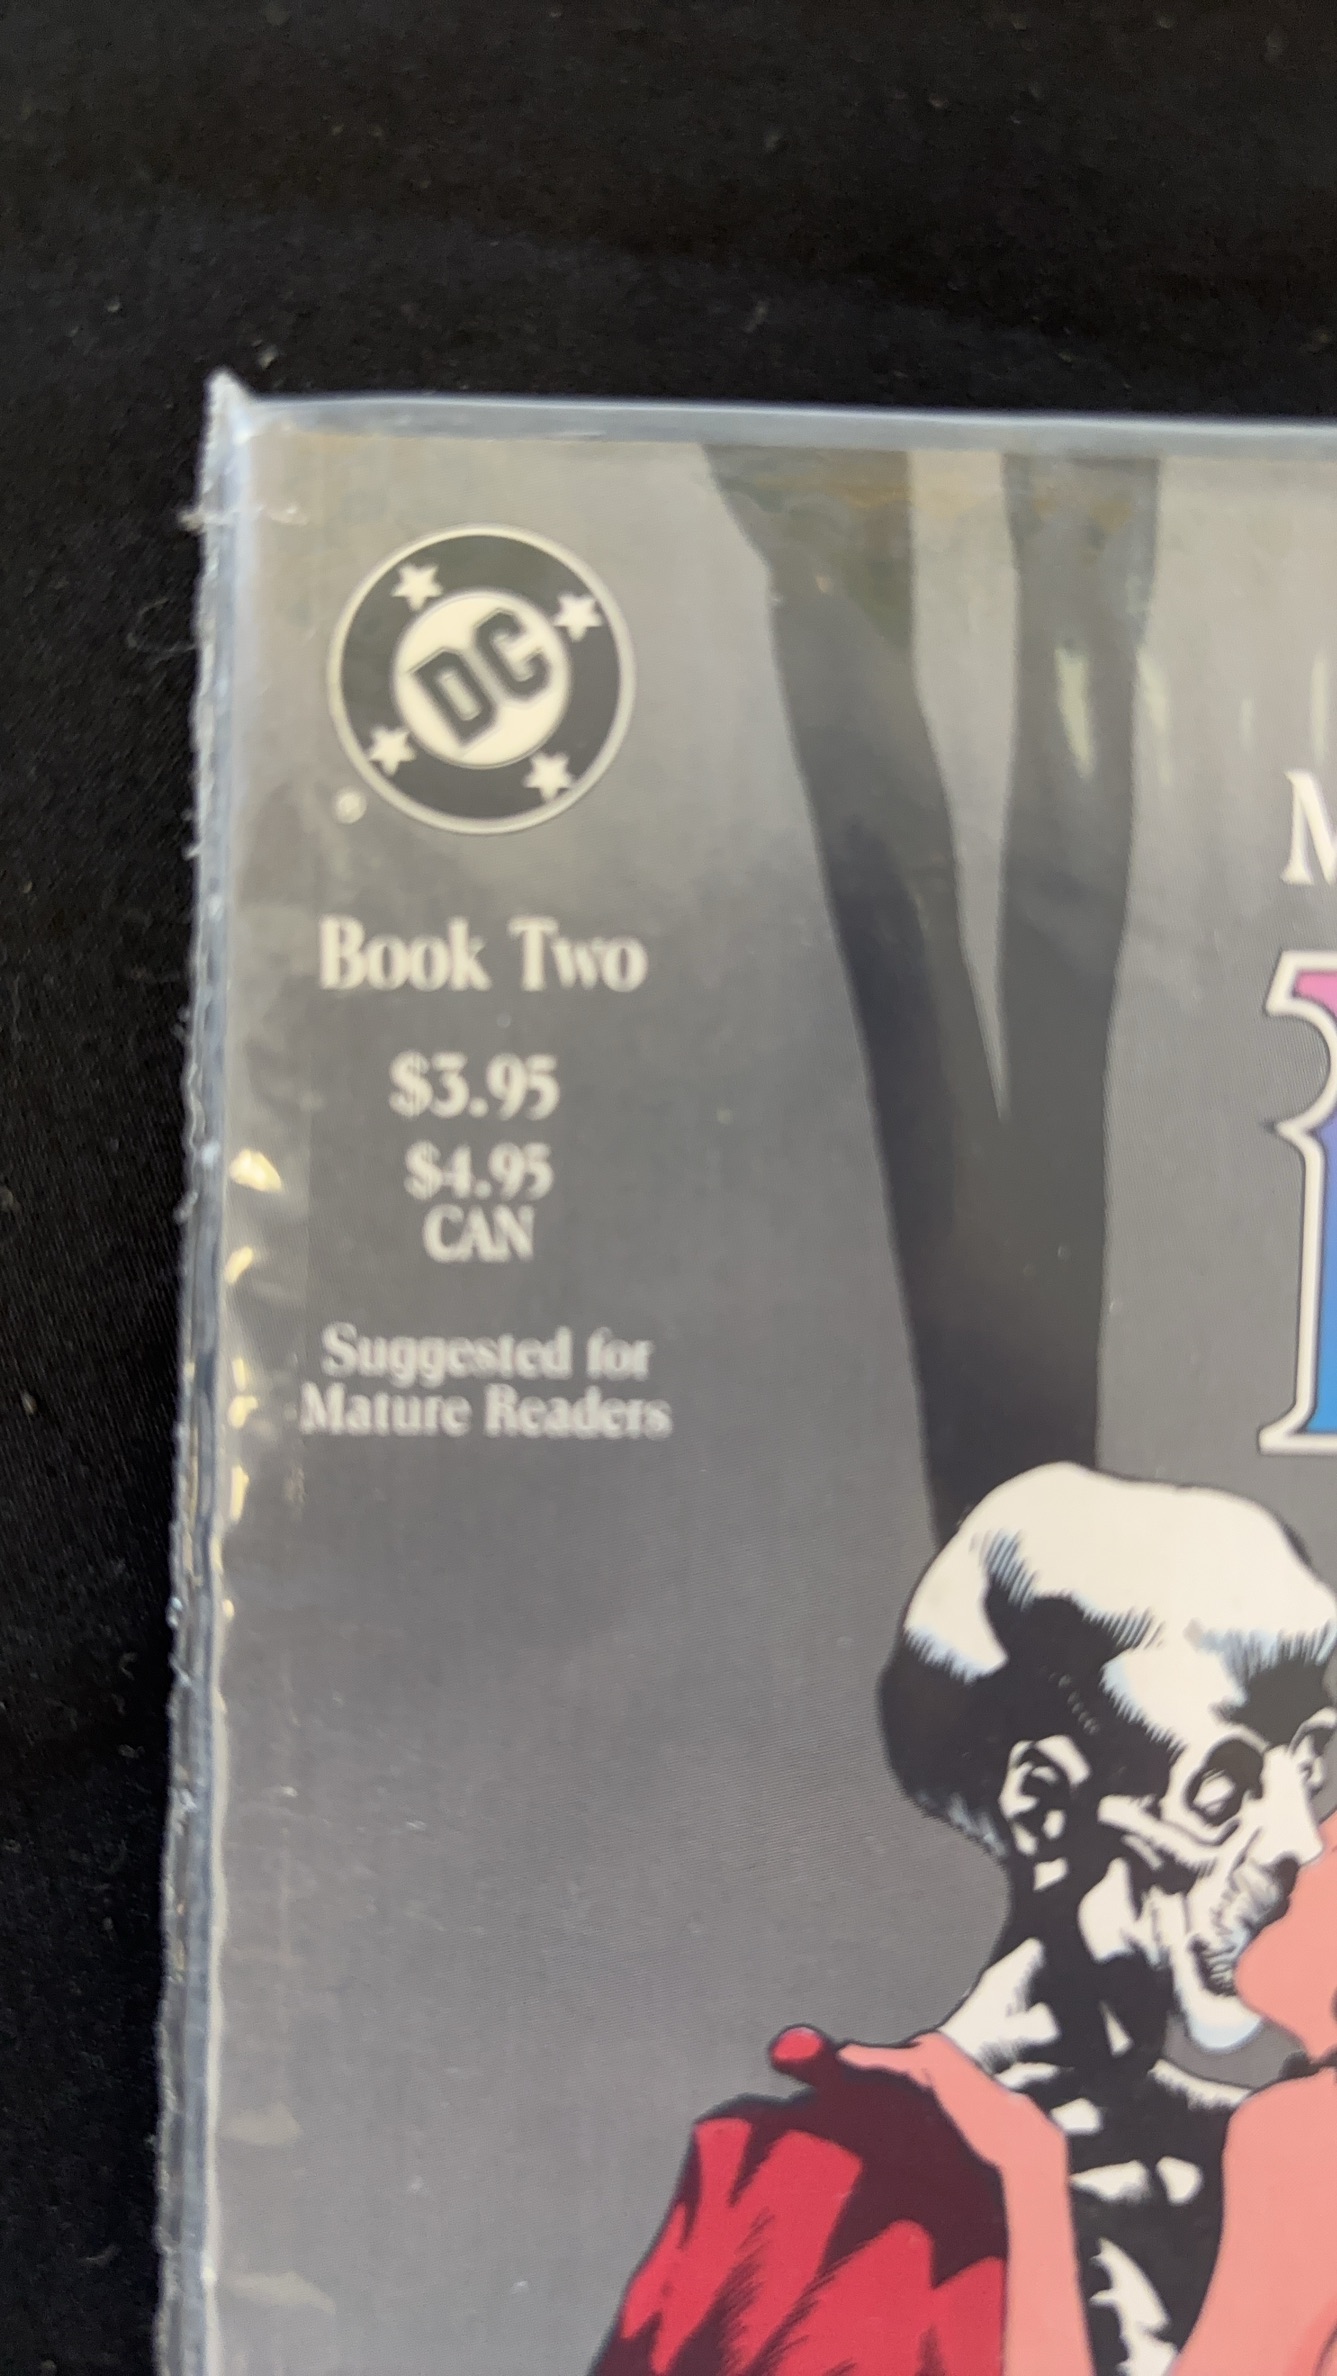 DC
Book Two
$3.95
$4.95
CAN
Suggested for
Mature Readers
M